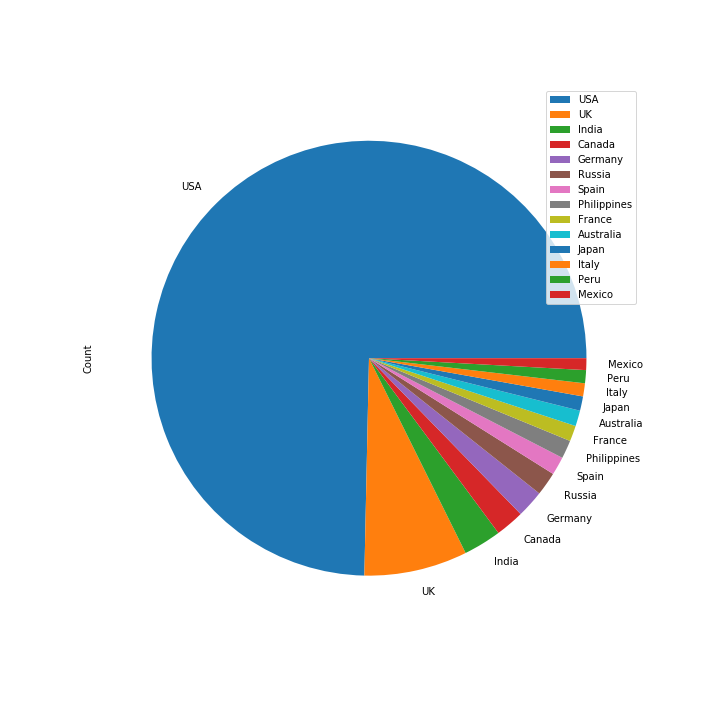 USA
UK
India
Canada
Germany
Russia
Spain
Philippines
France
Australia
Japan
Italy
Peru
Mexico
USA
Count
Mexico
Peru
Italy
Japan
Australia
France
Philippines
Spain
Russia
Germany
Canada
India
UK